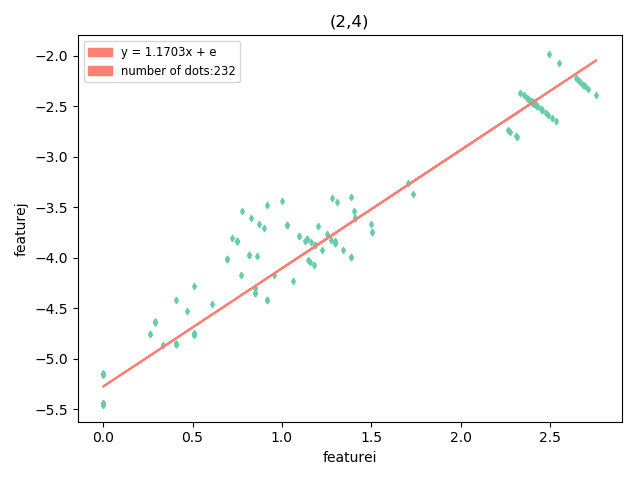 (2,4)
y = 1.1703x + e
number of dots:232
−2.0
−2.5
−3.0
−3.5
−4.0
−4.5
−5.0
−5.5
featurej
0.0 0.5 1.0 1.5 2.0 2.5
featurei